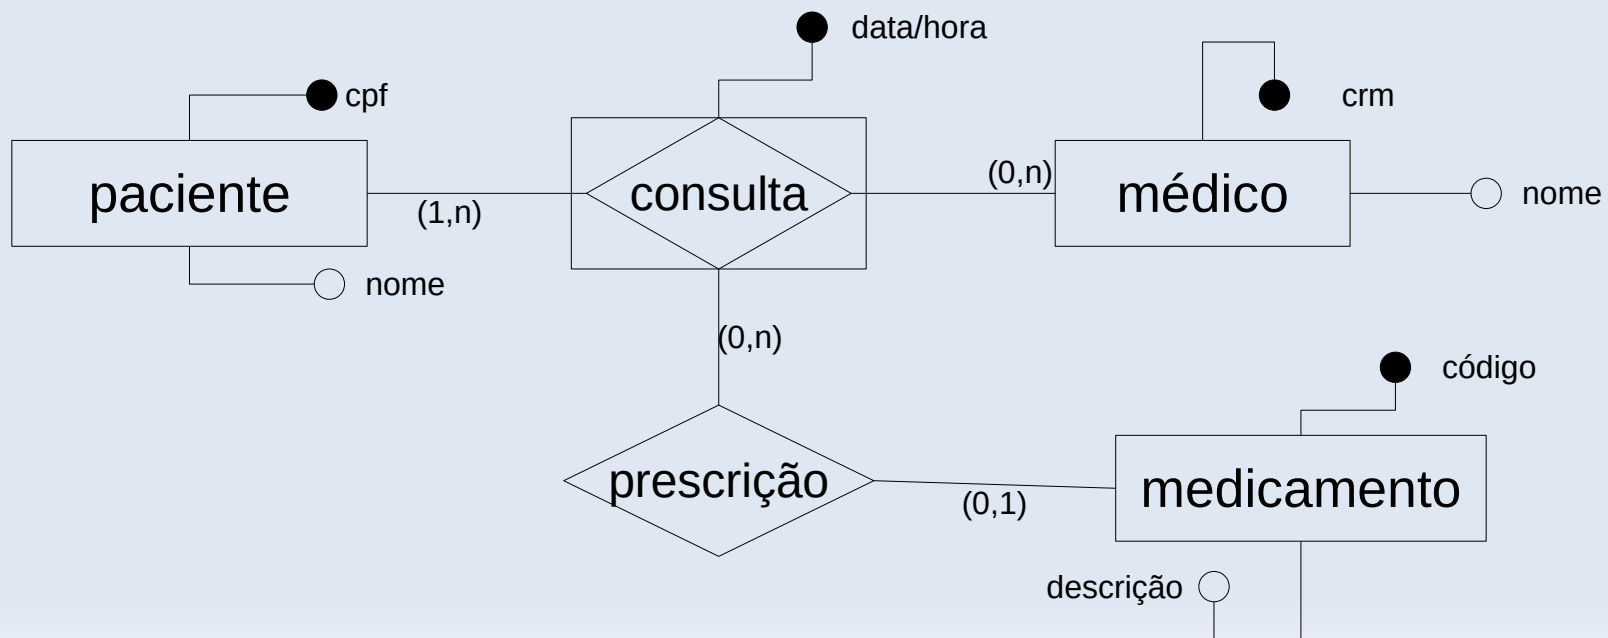 data/hora
cpf
crm
paciente
consulta
(0,n)
médico
nome
(1,n)
nome
(0,n)
código
prescrição
(0,1)
medicamento
descrição